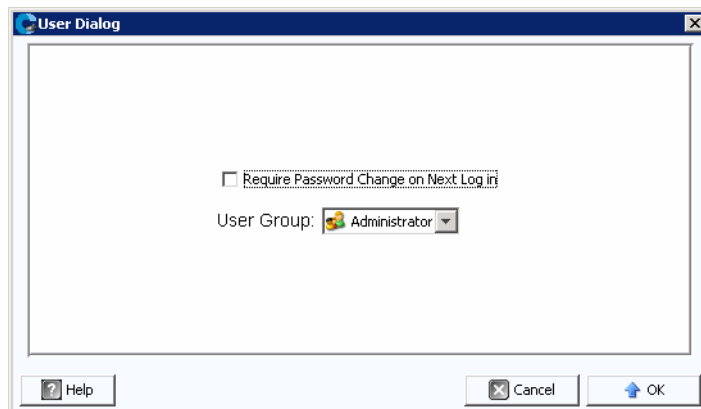 User Dialog
Require Password Change on Next Log in
User Group: Administrator
Help
Cancel
OK